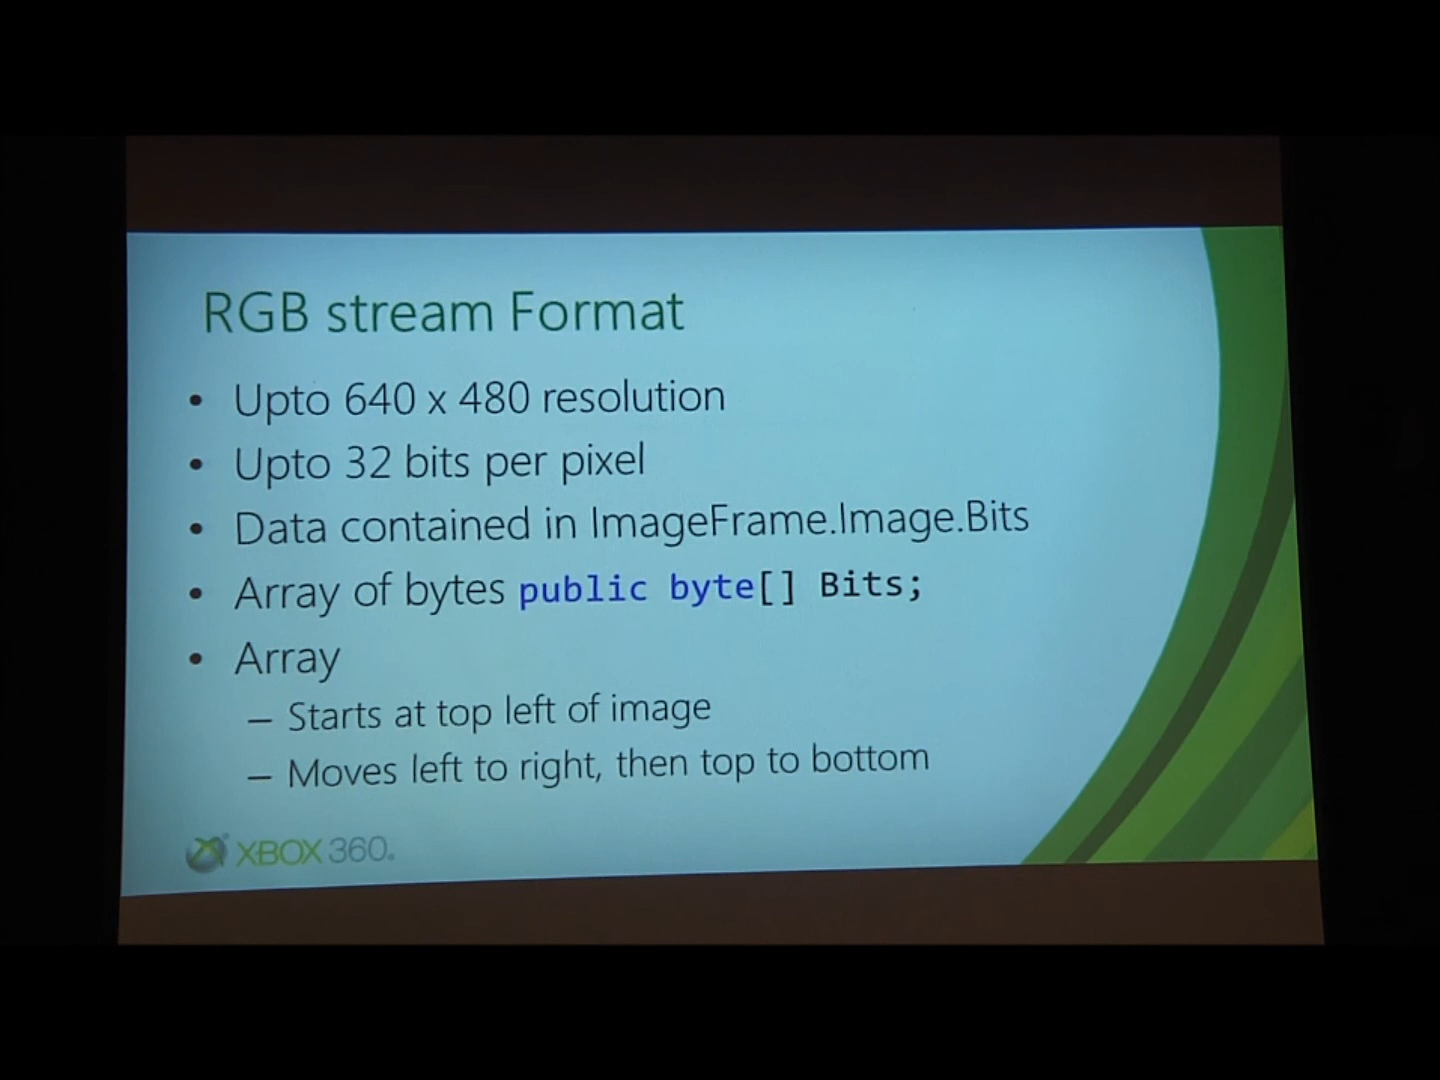 RGB stream Format
• Upto 640 x 480 resolution
• Upto 32 bits per pixel
• Data contained in ImageFrame.Image.Bits
• Array of bytes public byte[] Bits;
• Array
– Starts at top left of image
– Moves left to right, then top to bottom
XBOX 360.